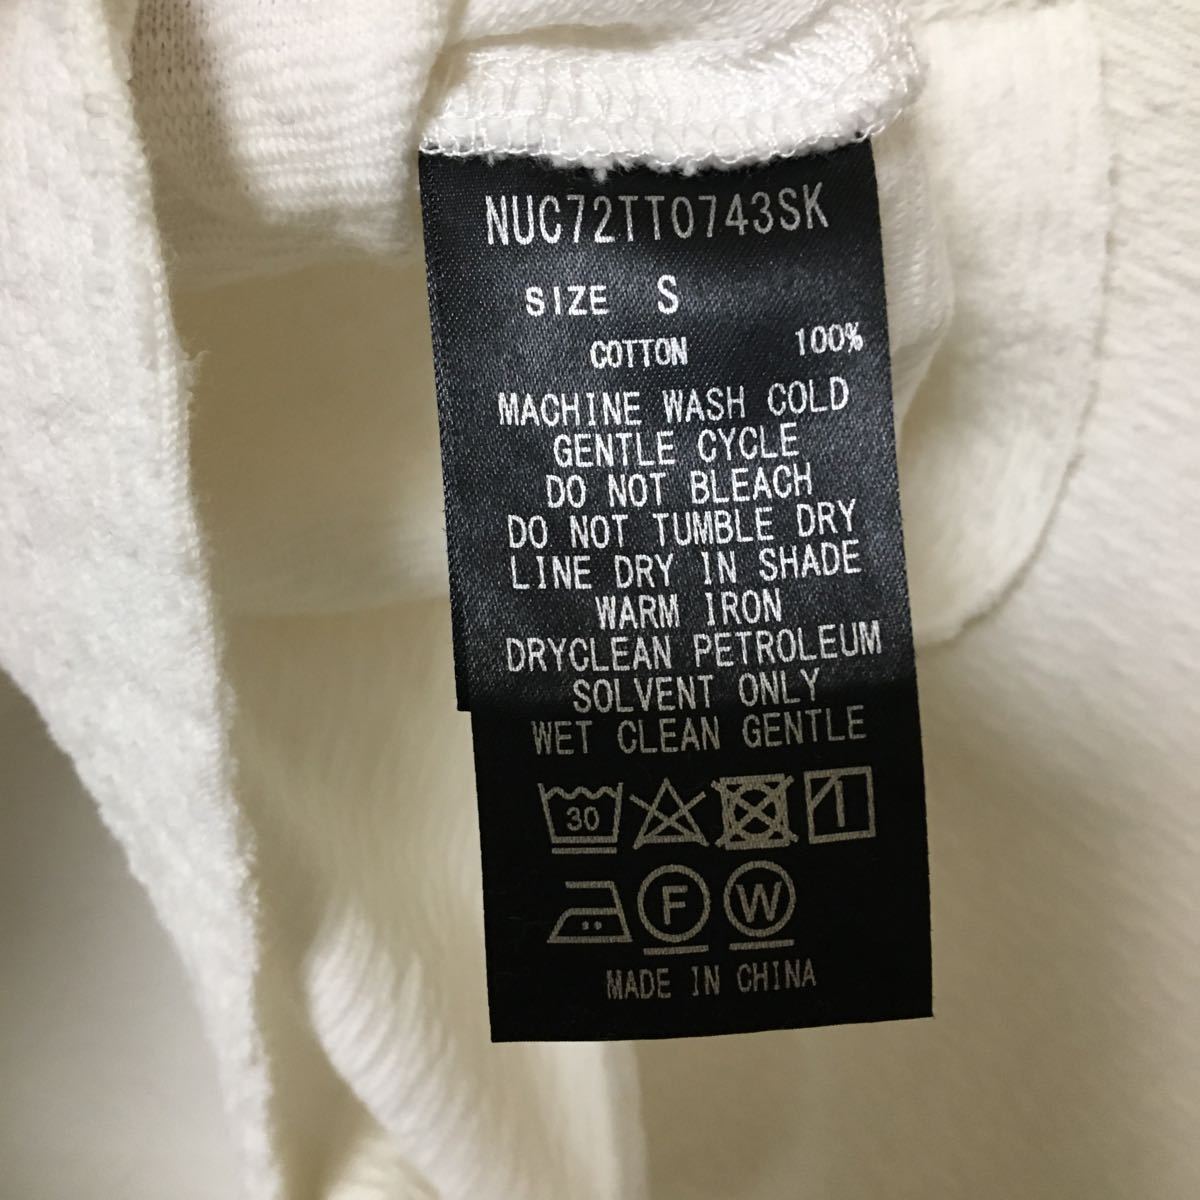 NUC72TT0743SK
SIZE S
COTTON 100%
MACHINE WASH COLD
GENTLE CYCLE
DO NOT BLEACH
DO NOT TUMBLE DRY
LINE DRY IN SHADE
WARM IRON
DRYCLEAN PETROLEUM
SOLVENT ONLY
WET CLEAN GENTLE
30
F W
MADE IN CHINA